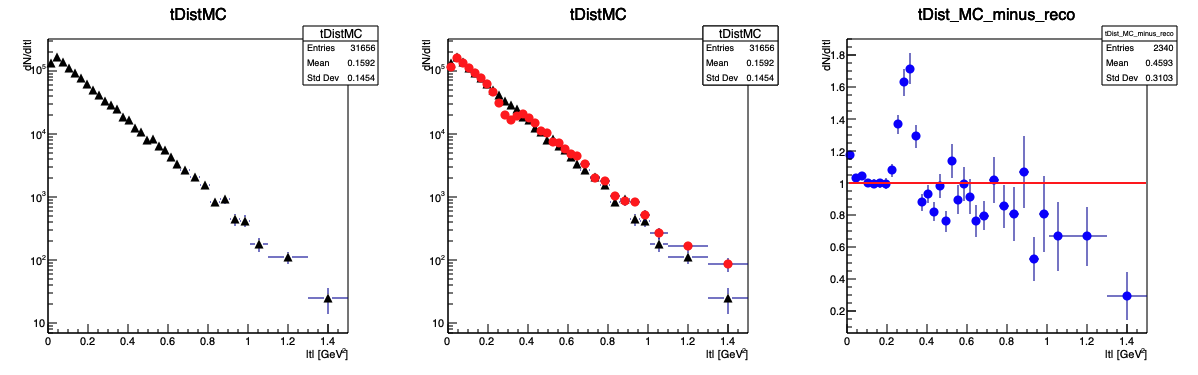 tDistMC
tDistMC
Entries 31656
Mean 0.1592
Std Dev 0.1454
dN/d|t|
10⁵
10⁴
10³
10²
10
0 0.2 0.4 0.6 0.8 1 1.2 1.4
|t| [GeV²]
tDistMC
tDistMC
Entries 31656
Mean 0.1592
Std Dev 0.1454
dN/d|t|
10⁵
10⁴
10³
10²
10
0 0.2 0.4 0.6 0.8 1 1.2 1.4
|t| [GeV²]
tDist_MC_minus_reco
tDist_MC_minus_reco
Entries 2340
Mean 0.4593
Std Dev 0.3103
dN/d|t|
1.8
1.6
1.4
1.2
1
0.8
0.6
0.4
0.2
0 0.2 0.4 0.6 0.8 1 1.2 1.4
|t| [GeV²]